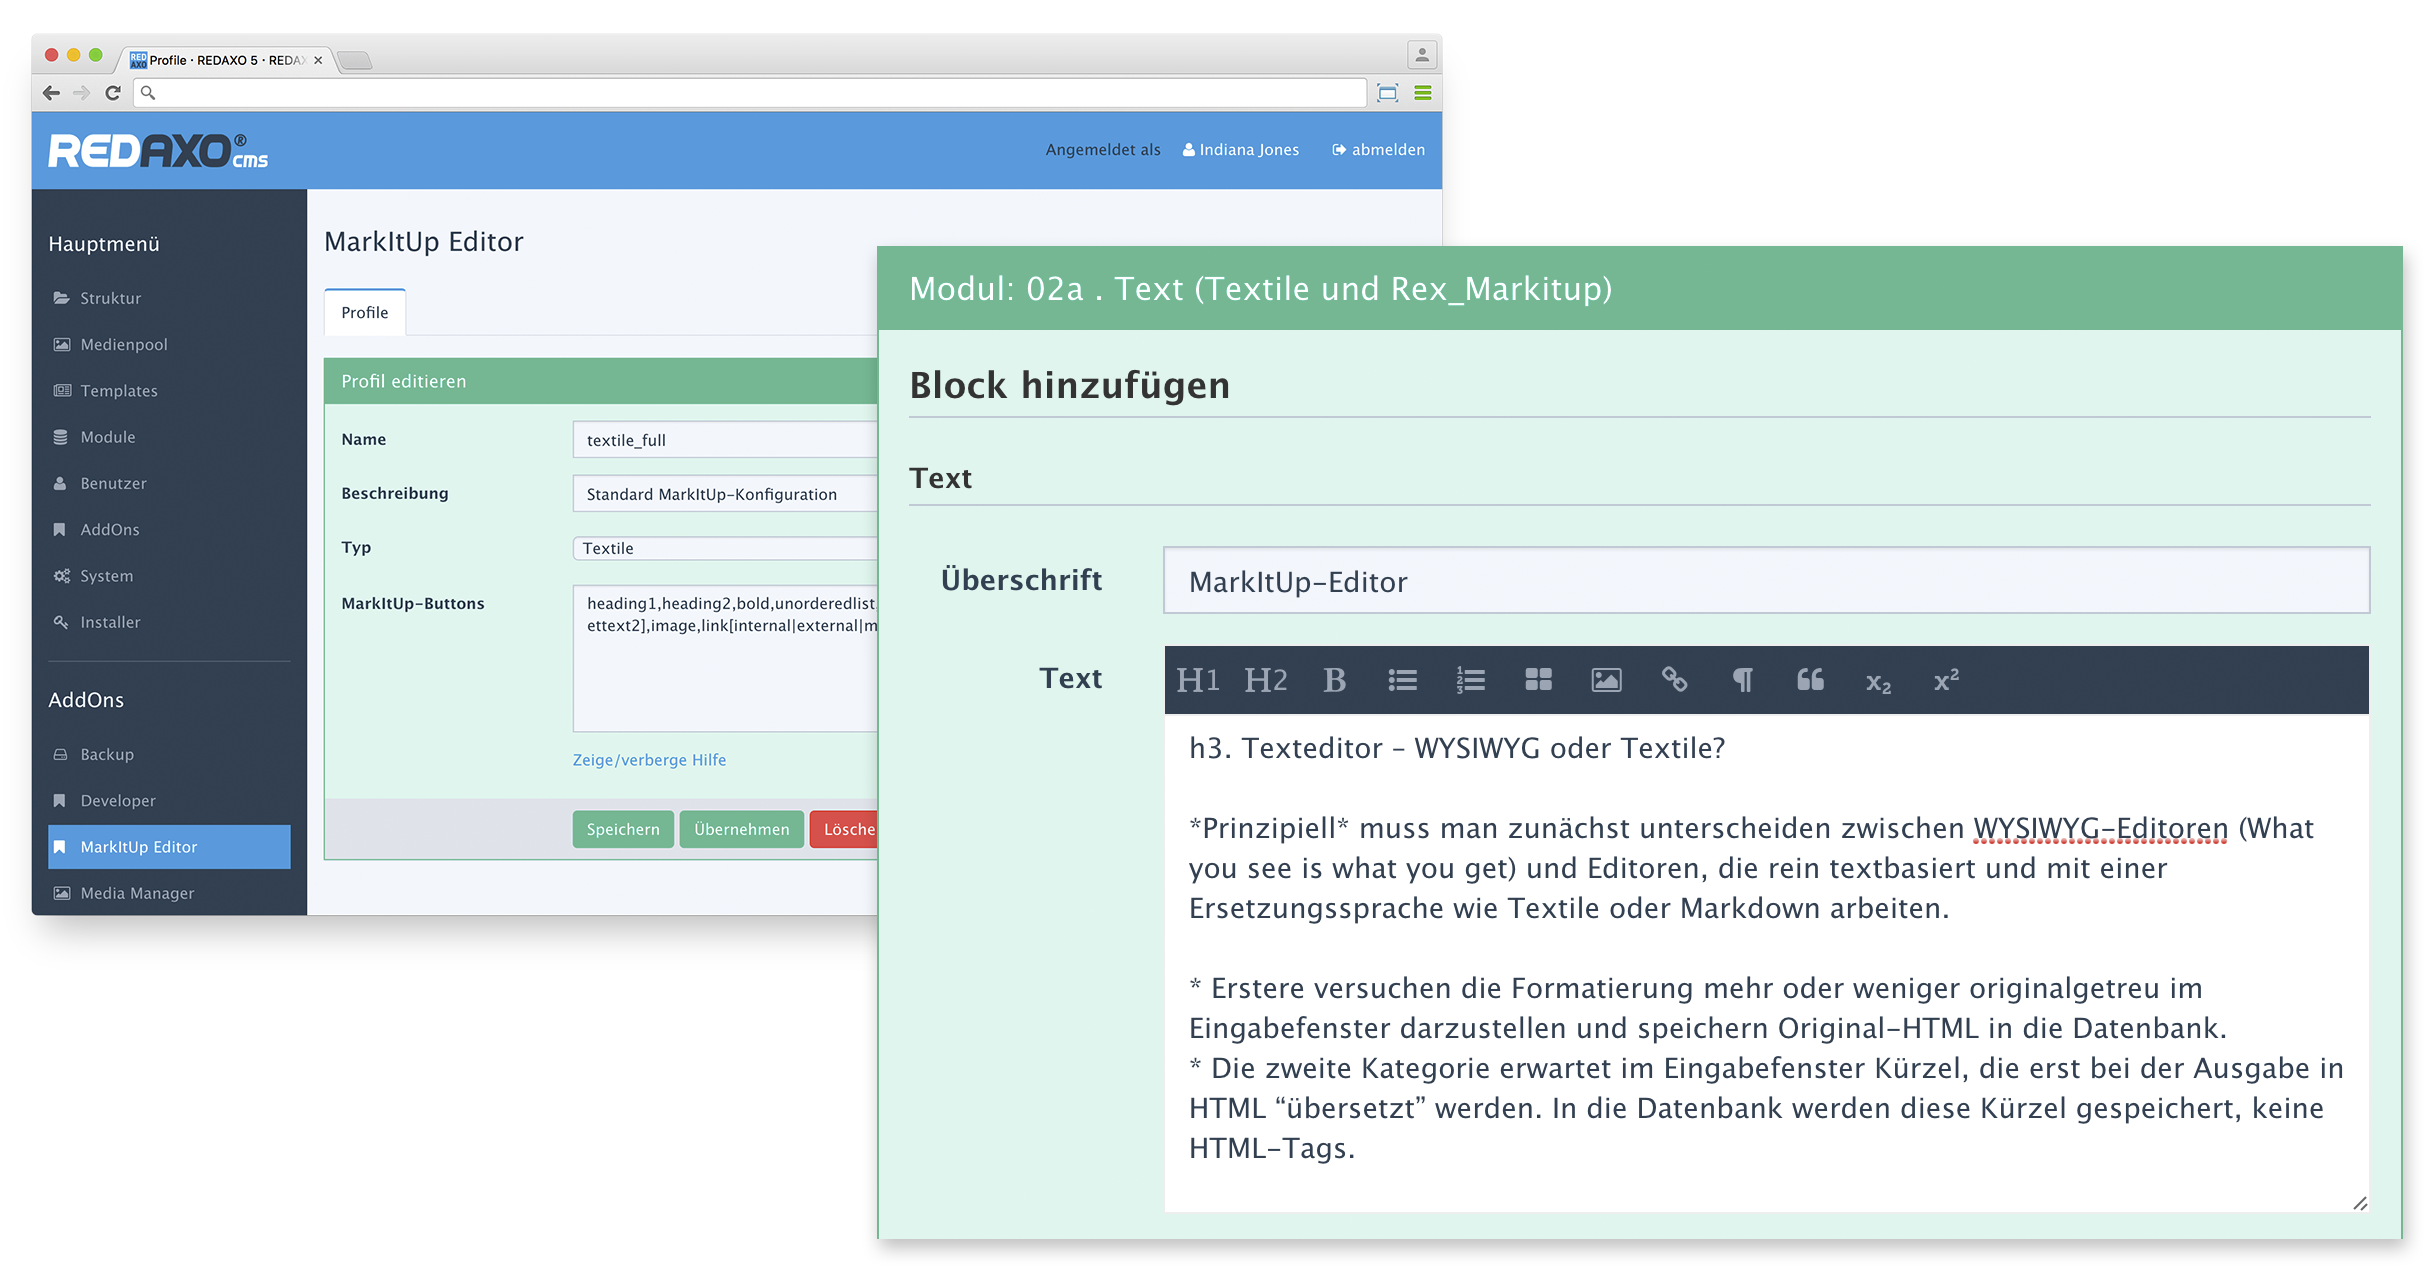 Profile · REDAXO 5 · REDA
REDAXO® cms
Angemeldet als Indiana Jones abmelden
Hauptmenü
Struktur
Medienpool
Templates
Module
Benutzer
AddOns
System
Installer
AddOns
Backup
Developer
MarkItUp Editor
Media Manager
MarkItUp Editor
Profile
Profil editieren
Name textile_full
Beschreibung Standard MarkItUp-Konfiguration
Typ Textile
MarkItUp-Buttons heading1,heading2,bold,unorderedlist,
ettext2],image,link[internal|external|m
Zeige/verberge Hilfe
Speichern Übernehmen Lösche
Modul: 02a . Text (Textile und Rex_Markitup)
Block hinzufügen
Text
Überschrift MarkItUp-Editor
Text H1 H2 B x₂ x²
h3. Texteditor – WYSIWYG oder Textile?
*Prinzipiell* muss man zunächst unterscheiden zwischen WYSIWYG-Editoren (What
you see is what you get) und Editoren, die rein textbasiert und mit einer
Ersetzungssprache wie Textile oder Markdown arbeiten.
* Erstere versuchen die Formatierung mehr oder weniger originalgetreu im
Eingabefenster darzustellen und speichern Original-HTML in die Datenbank.
* Die zweite Kategorie erwartet im Eingabefenster Kürzel, die erst bei der Ausgabe in
HTML “übersetzt” werden. In die Datenbank werden diese Kürzel gespeichert, keine
HTML-Tags.